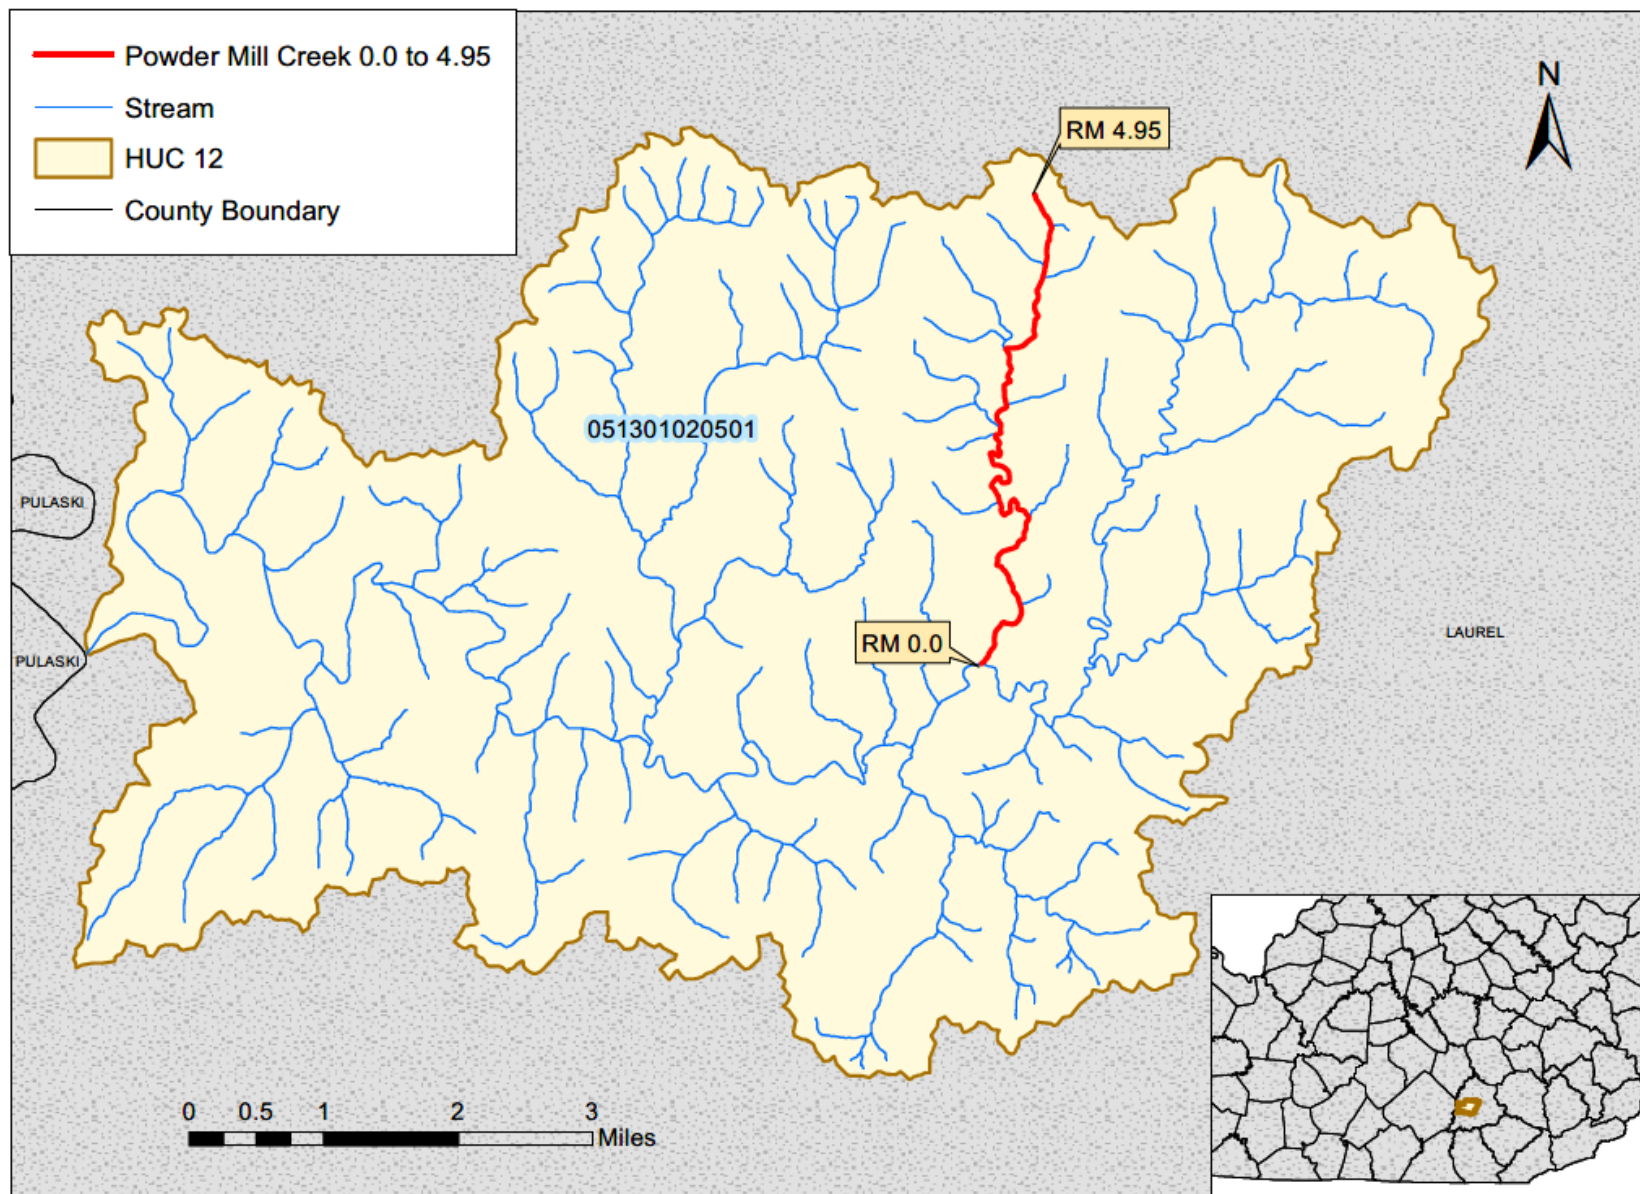 Powder Mill Creek 0.0 to 4.95
Stream
HUC 12
County Boundary
N
RM 4.95
051301020501
PULASKI
LAUREL
RM 0.0
PULASKI
0 0.5 1 2 3
Miles